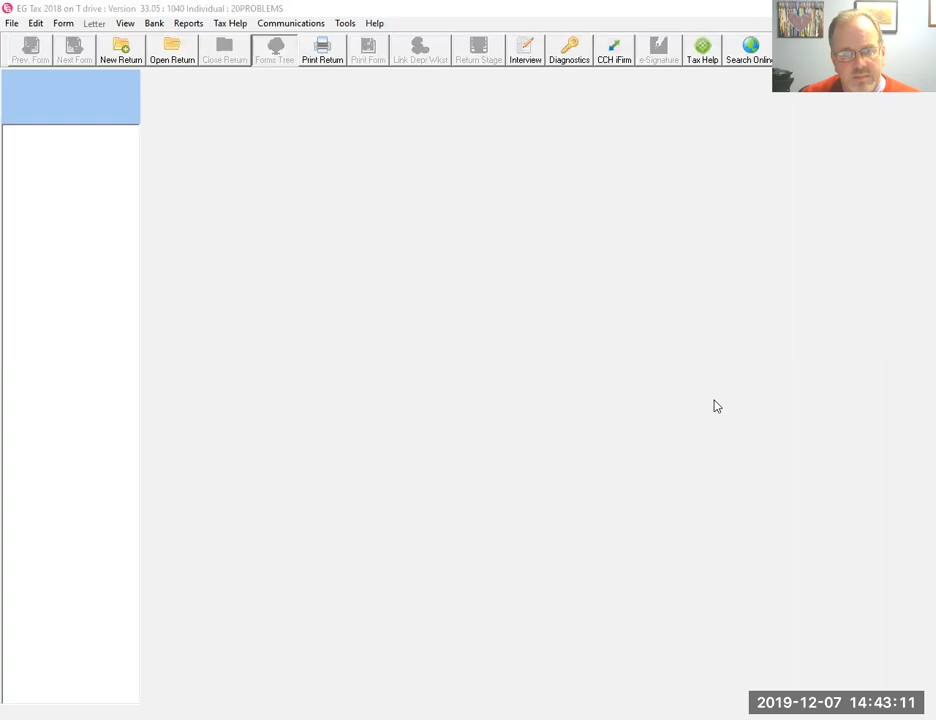 EG Tax 2018 on T drive : Version 33.05 : 1040 Individual : 20PROBLEMS
File Edit Form Letter View Bank Reports Tax Help Communications Tools Help
Prev. Form Next Form New Return Open Return Close Return Forms Tree Print Return Print Form Link Depr Wkst Return Stage Interview Diagnostics CCH iFirm e-Signature Tax Help Search Onlin
2019-12-07 14:43:11